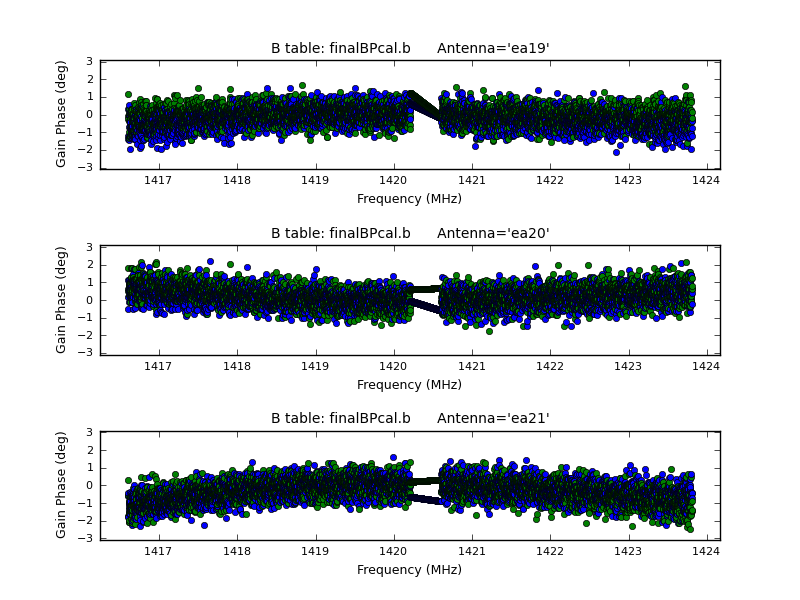 B table: finalBPcal.b Antenna='ea19'
Gain Phase (deg)
3
2
1
0
−1
−2
−3
1417 1418 1419 1420 1421 1422 1423 1424
Frequency (MHz)
B table: finalBPcal.b Antenna='ea20'
Gain Phase (deg)
3
2
1
0
−1
−2
−3
1417 1418 1419 1420 1421 1422 1423 1424
Frequency (MHz)
B table: finalBPcal.b Antenna='ea21'
Gain Phase (deg)
3
2
1
0
−1
−2
−3
1417 1418 1419 1420 1421 1422 1423 1424
Frequency (MHz)